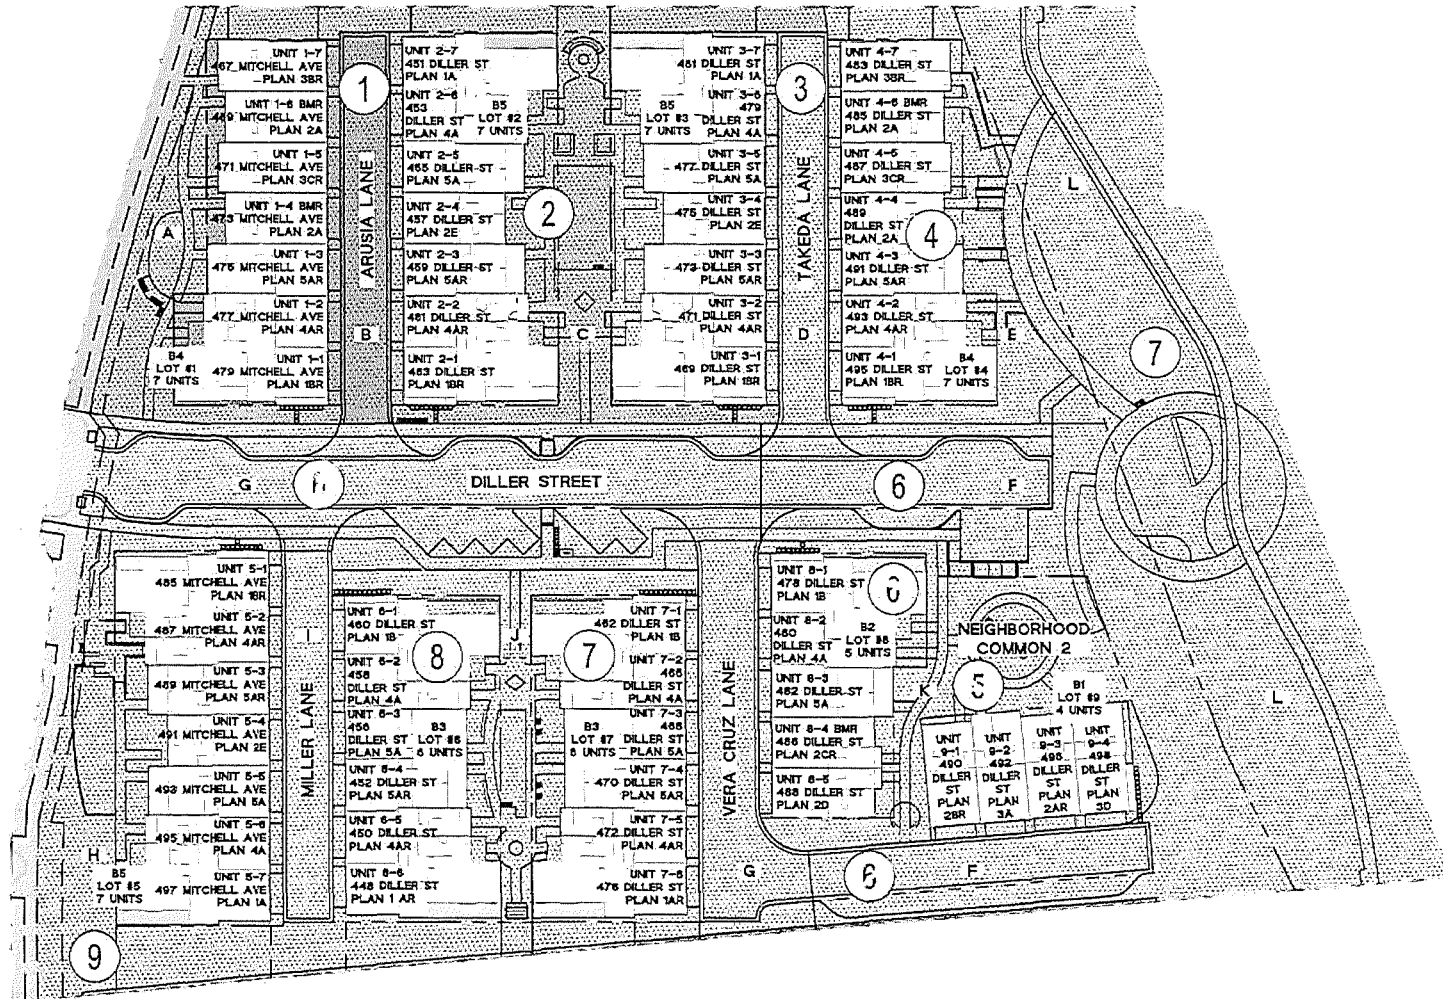 UNIT 1-7
467 MITCHELL AVE
PLAN 3BR
UNIT 1-6 BMR
469 MITCHELL AVE
PLAN 2A
UNIT 1-5
471 MITCHELL AVE
PLAN 3CR
UNIT 1-4 BMR
473 MITCHELL AVE
PLAN 2A
UNIT 1-3
475 MITCHELL AVE
PLAN 5AR
UNIT 1-2
477 MITCHELL AVE
PLAN 4AR
UNIT 1-1
479 MITCHELL AVE
PLAN 1BR
B4
LOT #1
7 UNITS
A
1
ARUSIA LANE
B
UNIT 2-7
451 DILLER ST
PLAN 1A
UNIT 2-6
453
DILLER ST
PLAN 4A
B5
LOT #2
7 UNITS
UNIT 2-5
455 DILLER ST
PLAN 5A
UNIT 2-4
457 DILLER ST
PLAN 2E
UNIT 2-3
459 DILLER ST
PLAN 5AR
UNIT 2-2
461 DILLER ST
PLAN 4AR
UNIT 2-1
463 DILLER ST
PLAN 1BR
2
C
UNIT 3-7
481 DILLER ST
PLAN 1A
UNIT 3-6
479
DILLER ST
PLAN 4A
B5
LOT #3
7 UNITS
UNIT 3-5
477 DILLER ST
PLAN 5A
UNIT 3-4
475 DILLER ST
PLAN 2E
UNIT 3-3
473 DILLER ST
PLAN 5AR
UNIT 3-2
471 DILLER ST
PLAN 4AR
UNIT 3-1
469 DILLER ST
PLAN 1BR
3
TAKEDA LANE
D
UNIT 4-7
483 DILLER ST
PLAN 3BR
UNIT 4-6 BMR
485 DILLER ST
PLAN 2A
UNIT 4-5
487 DILLER ST
PLAN 3CR
UNIT 4-4
489
DILLER ST
PLAN 2A
UNIT 4-3
491 DILLER ST
PLAN 5AR
UNIT 4-2
493 DILLER ST
PLAN 4AR
UNIT 4-1
495 DILLER ST
PLAN 1BR
B4
LOT #4
7 UNITS
4
E
L
7
G
6
DILLER STREET
6
F
UNIT 5-1
485 MITCHELL AVE
PLAN 1BR
UNIT 5-2
487 MITCHELL AVE
PLAN 4AR
UNIT 5-3
489 MITCHELL AVE
PLAN 5AR
UNIT 5-4
491 MITCHELL AVE
PLAN 2E
UNIT 5-5
493 MITCHELL AVE
PLAN 5A
UNIT 5-6
495 MITCHELL AVE
PLAN 4A
UNIT 5-7
497 MITCHELL AVE
PLAN 1A
H
B5
LOT #5
7 UNITS
9
I
MILLER LANE
UNIT 6-1
460 DILLER ST
PLAN 1B
UNIT 6-2
458
DILLER ST
PLAN 4A
UNIT 6-3
456
DILLER ST
PLAN 5A
B3
LOT #6
6 UNITS
UNIT 6-4
452 DILLER ST
PLAN 5AR
UNIT 6-5
450 DILLER ST
PLAN 4AR
UNIT 6-6
448 DILLER ST
PLAN 1 AR
8
J
7
UNIT 7-1
462 DILLER ST
PLAN 1B
UNIT 7-2
466
DILLER ST
PLAN 4A
B3
LOT #7
6 UNITS
UNIT 7-3
468
DILLER ST
PLAN 5A
UNIT 7-4
470 DILLER ST
PLAN 5AR
UNIT 7-5
472 DILLER ST
PLAN 4AR
UNIT 7-6
476 DILLER ST
PLAN 1AR
VERA CRUZ LANE
G
UNIT 8-1
478 DILLER ST
PLAN 1B
UNIT 8-2
480
DILLER ST
PLAN 4A
B2
5 UNITS
UNIT 8-3
482 DILLER ST
PLAN 5A
UNIT 8-4 BMR
486 DILLER ST
PLAN 2CR
UNIT 8-5
488 DILLER ST
PLAN 2D
K
NEIGHBORHOOD
COMMON 2
5
B1
LOT #9
4 UNITS
UNIT
9-1
490
DILLER
ST
PLAN
2BR
UNIT
9-2
492
DILLER
ST
PLAN
3A
UNIT
9-3
DILLER
ST
PLAN
2AR
UNIT
9-4
498
DILLER
ST
PLAN
3D
6
F
L